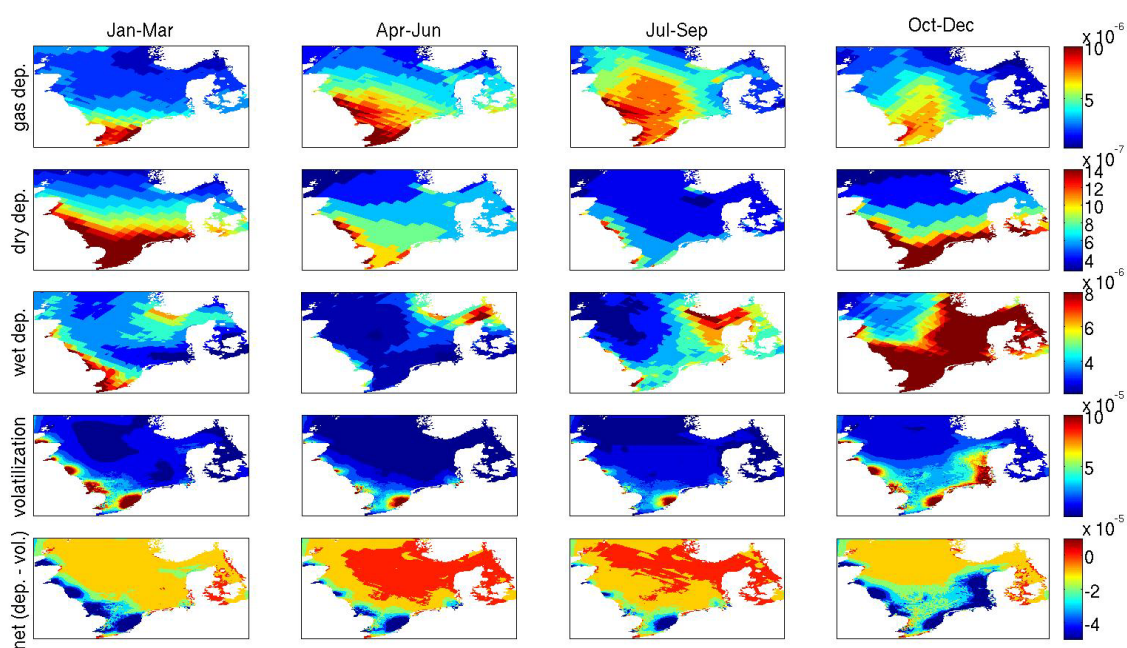 Jan-Mar Apr-Jun Jul-Sep Oct-Dec
gas dep.
x 10^-6
10
5
dry dep.
x 10^-7
14
12
10
8
6
4
wet dep.
x 10^-6
8
6
4
volatilization
x 10^-5
10
5
net (dep. - vol.)
x 10^-5
0
-2
-4